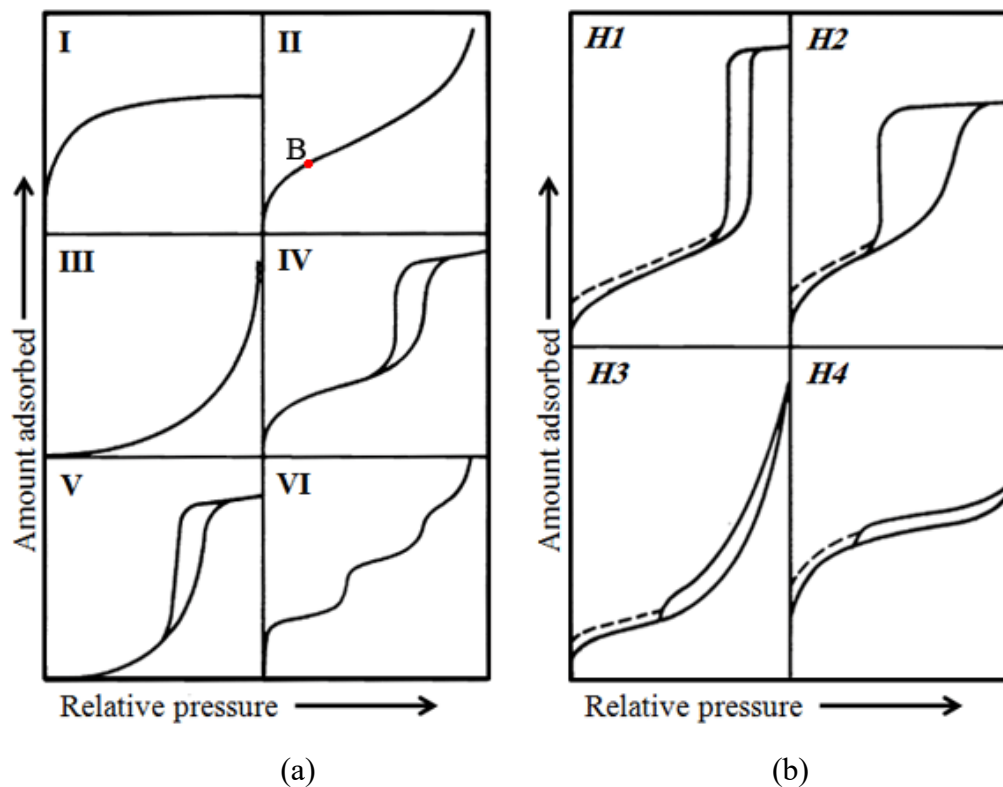 I
II
B
III
IV
V
VI
Amount adsorbed
Relative pressure
(a)
H1
H2
H3
H4
Amount adsorbed
Relative pressure
(b)